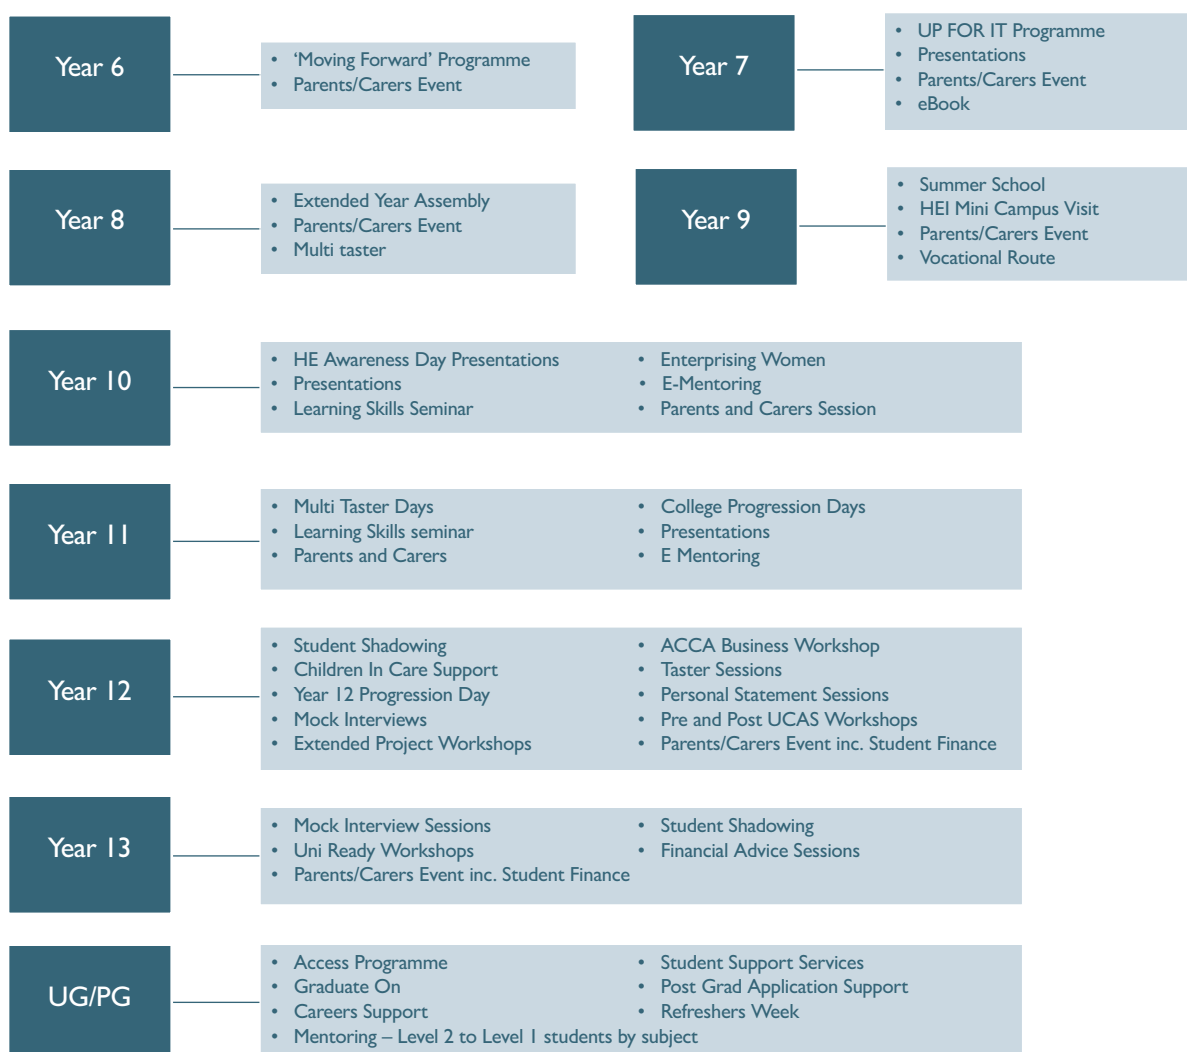 Year 6
• ‘Moving Forward’ Programme
• Parents/Carers Event
Year 7
• UP FOR IT Programme
• Presentations
• Parents/Carers Event
• eBook
Year 8
• Extended Year Assembly
• Parents/Carers Event
• Multi taster
Year 9
• Summer School
• HEI Mini Campus Visit
• Parents/Carers Event
• Vocational Route
Year 10
• HE Awareness Day Presentations
• Presentations
• Learning Skills Seminar
• Enterprising Women
• E-Mentoring
• Parents and Carers Session
Year 11
• Multi Taster Days
• Learning Skills seminar
• Parents and Carers
• College Progression Days
• Presentations
• E Mentoring
Year 12
• Student Shadowing
• Children In Care Support
• Year 12 Progression Day
• Mock Interviews
• Extended Project Workshops
• ACCA Business Workshop
• Taster Sessions
• Personal Statement Sessions
• Pre and Post UCAS Workshops
• Parents/Carers Event inc. Student Finance
Year 13
• Mock Interview Sessions
• Uni Ready Workshops
• Parents/Carers Event inc. Student Finance
• Student Shadowing
• Financial Advice Sessions
UG/PG
• Access Programme
• Graduate On
• Careers Support
• Mentoring – Level 2 to Level 1 students by subject
• Student Support Services
• Post Grad Application Support
• Refreshers Week